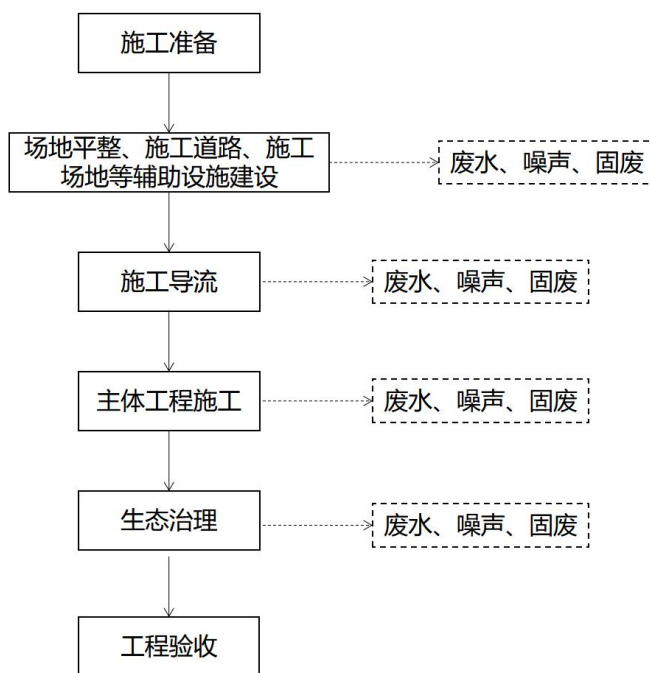 施工准备
场地平整、施工道路、施工
场地等辅助设施建设
废水、噪声、固废
施工导流
废水、噪声、固废
主体工程施工
废水、噪声、固废
生态治理
废水、噪声、固废
工程验收